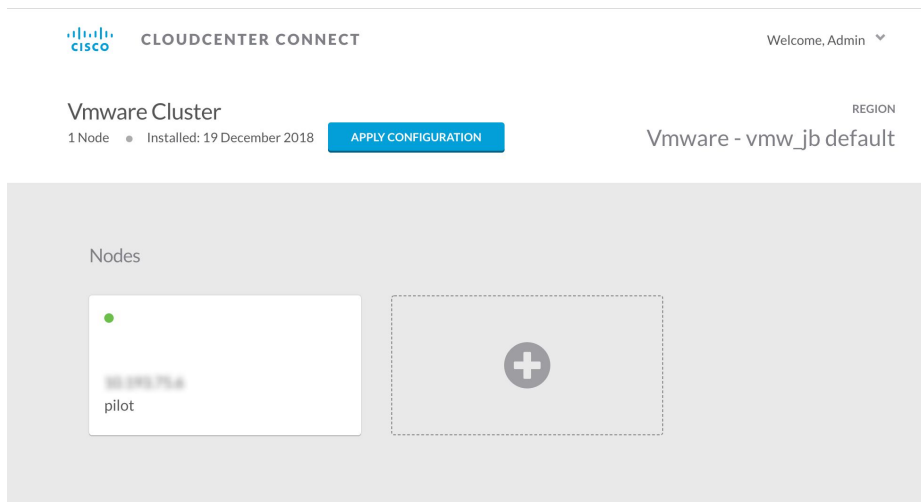 CISCO CLOUDCENTER CONNECT
Welcome, Admin
Vmware Cluster
REGION
1 Node Installed: 19 December 2018 APPLY CONFIGURATION
Vmware - vmw_jb default
Nodes
pilot